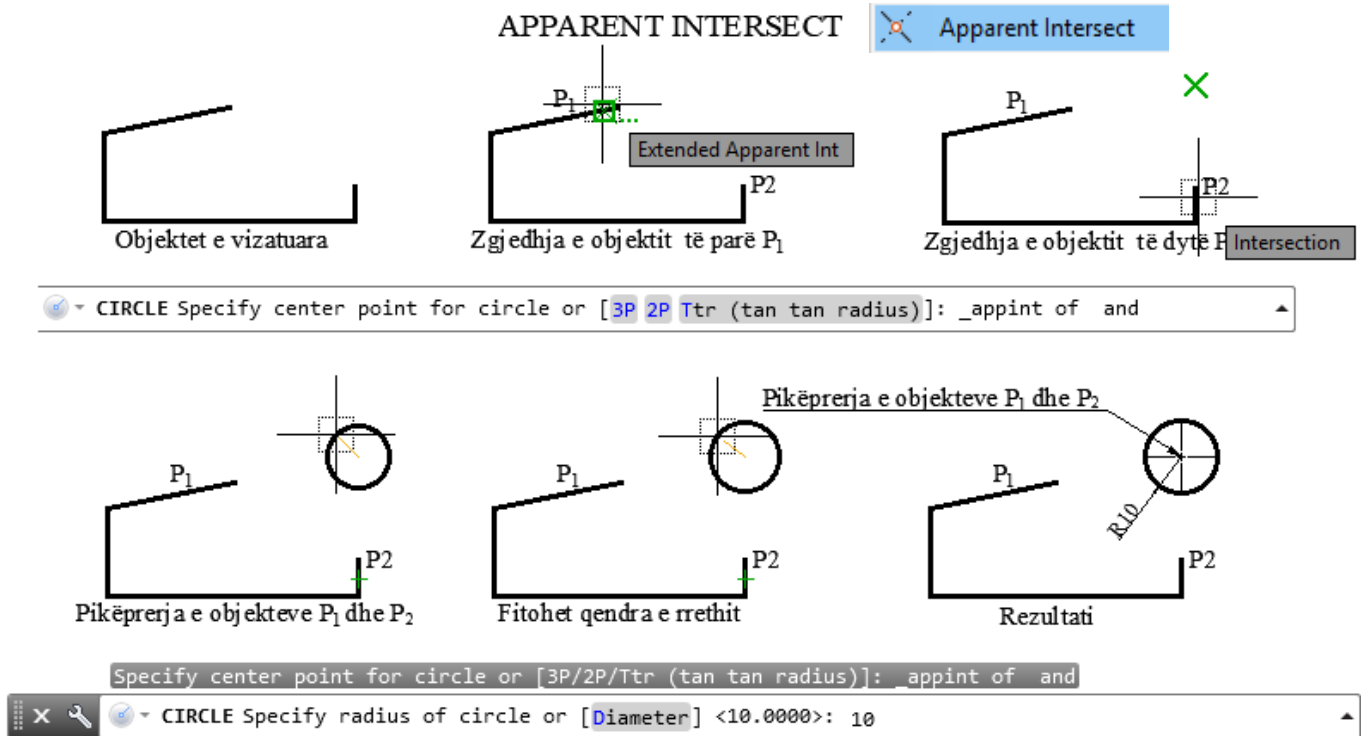 APPARENT INTERSECT
Apparent Intersect
P1
Extended Apparent Int
P2
P1
P2
Objektet e vizatuara
Zgjedhja e objektit të parë P1
Zgjedhja e objektit të dytë P
Intersection
CIRCLE Specify center point for circle or [3P 2P Ttr (tan tan radius)]: _appint of and
P1
P2
Pikëprerja e objekteve P1 dhe P2
P1
P2
Fitohet qendra e rrethit
Pikëprerja e objekteve P1 dhe P2
P1
R10
P2
Rezultati
Specify center point for circle or [3P/2P/Ttr (tan tan radius)]: _appint of and
CIRCLE Specify radius of circle or [Diameter] <10.0000>: 10